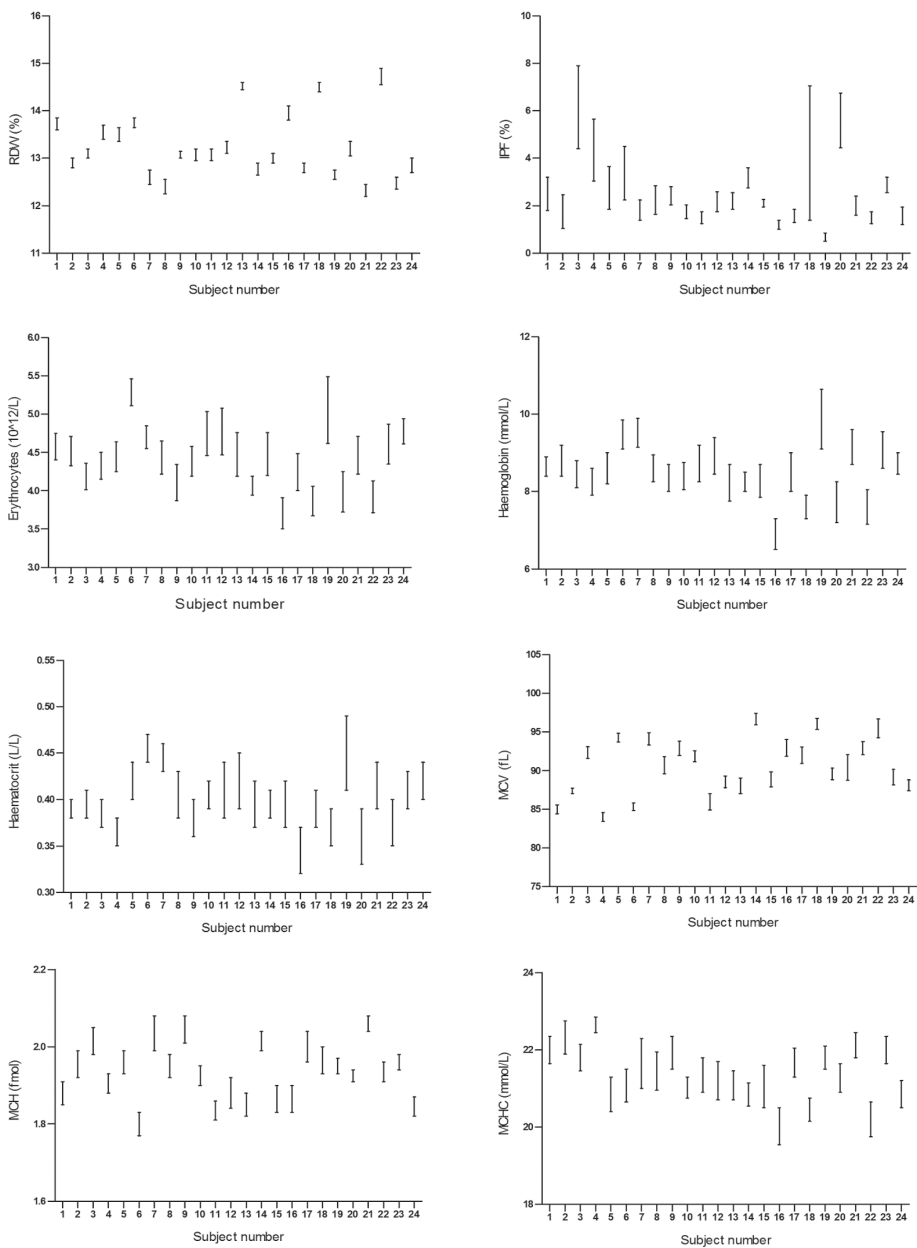 16
15
14
13
12
11
RDW (%)
1 2 3 4 5 6 7 8 9 10 11 12 13 14 15 16 17 18 19 20 21 22 23 24
Subject number
10
8
6
4
2
0
IPF (%)
1 2 3 4 5 6 7 8 9 10 11 12 13 14 15 16 17 18 19 20 21 22 23 24
Subject number
6.0
5.5
5.0
4.5
4.0
3.5
3.0
Erythrocytes (10^12/L)
1 2 3 4 5 6 7 8 9 10 11 12 13 14 15 16 17 18 19 20 21 22 23 24
Subject number
12
10
8
6
Haemoglobin (mmol/L)
1 2 3 4 5 6 7 8 9 10 11 12 13 14 15 16 17 18 19 20 21 22 23 24
Subject number
0.55
0.50
0.45
0.40
0.35
0.30
Haematocrit (L/L)
1 2 3 4 5 6 7 8 9 10 11 12 13 14 15 16 17 18 19 20 21 22 23 24
Subject number
105
100
95
90
85
80
75
MCV (fL)
1 2 3 4 5 6 7 8 9 10 11 12 13 14 15 16 17 18 19 20 21 22 23 24
Subject number
2.2
2.0
1.8
1.6
MCH (fmol)
1 2 3 4 5 6 7 8 9 10 11 12 13 14 15 16 17 18 19 20 21 22 23 24
Subject number
24
22
20
18
MCHC (mmol/L)
1 2 3 4 5 6 7 8 9 10 11 12 13 14 15 16 17 18 19 20 21 22 23 24
Subject number